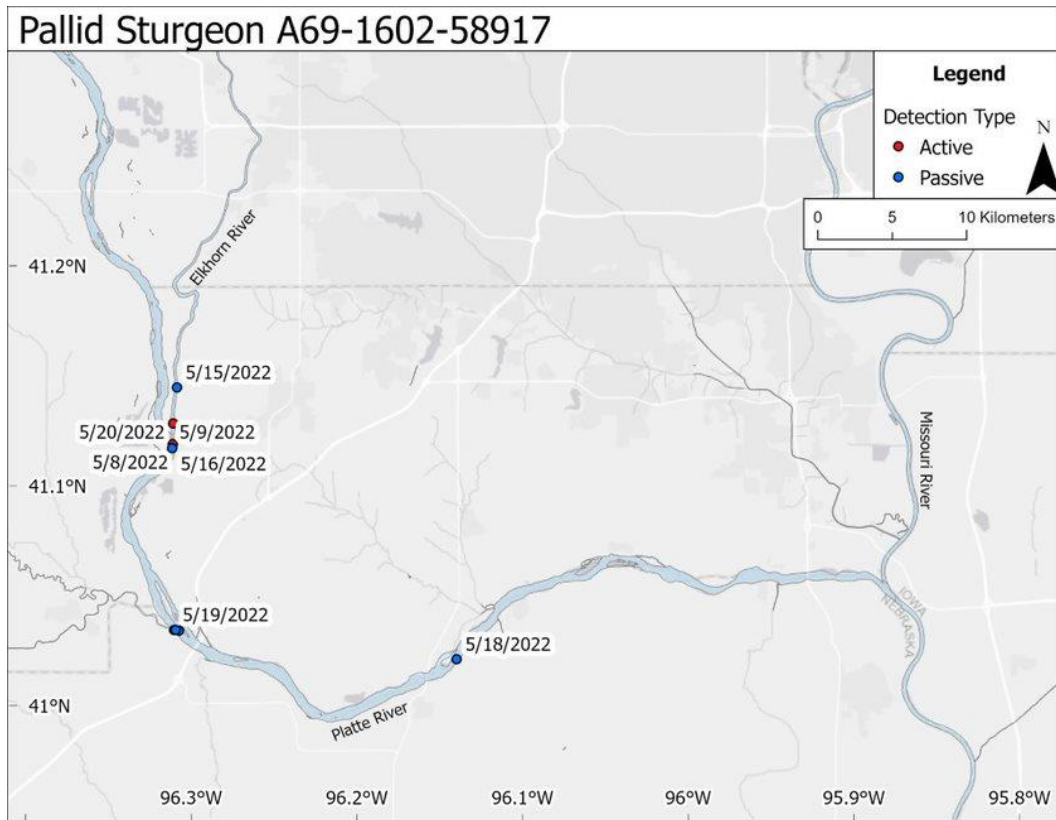 Pallid Sturgeon A69-1602-58917
Legend
Detection Type
Active
Passive
N
0 5 10 Kilometers
Elkhorn River
41.2°N
5/15/2022
5/20/2022 5/9/2022
5/8/2022 5/16/2022
41.1°N
Missouri River
5/19/2022
IOWA
NEBRASKA
5/18/2022
41°N
Platte River
96.3°W 96.2°W 96.1°W 96°W 95.9°W 95.8°W